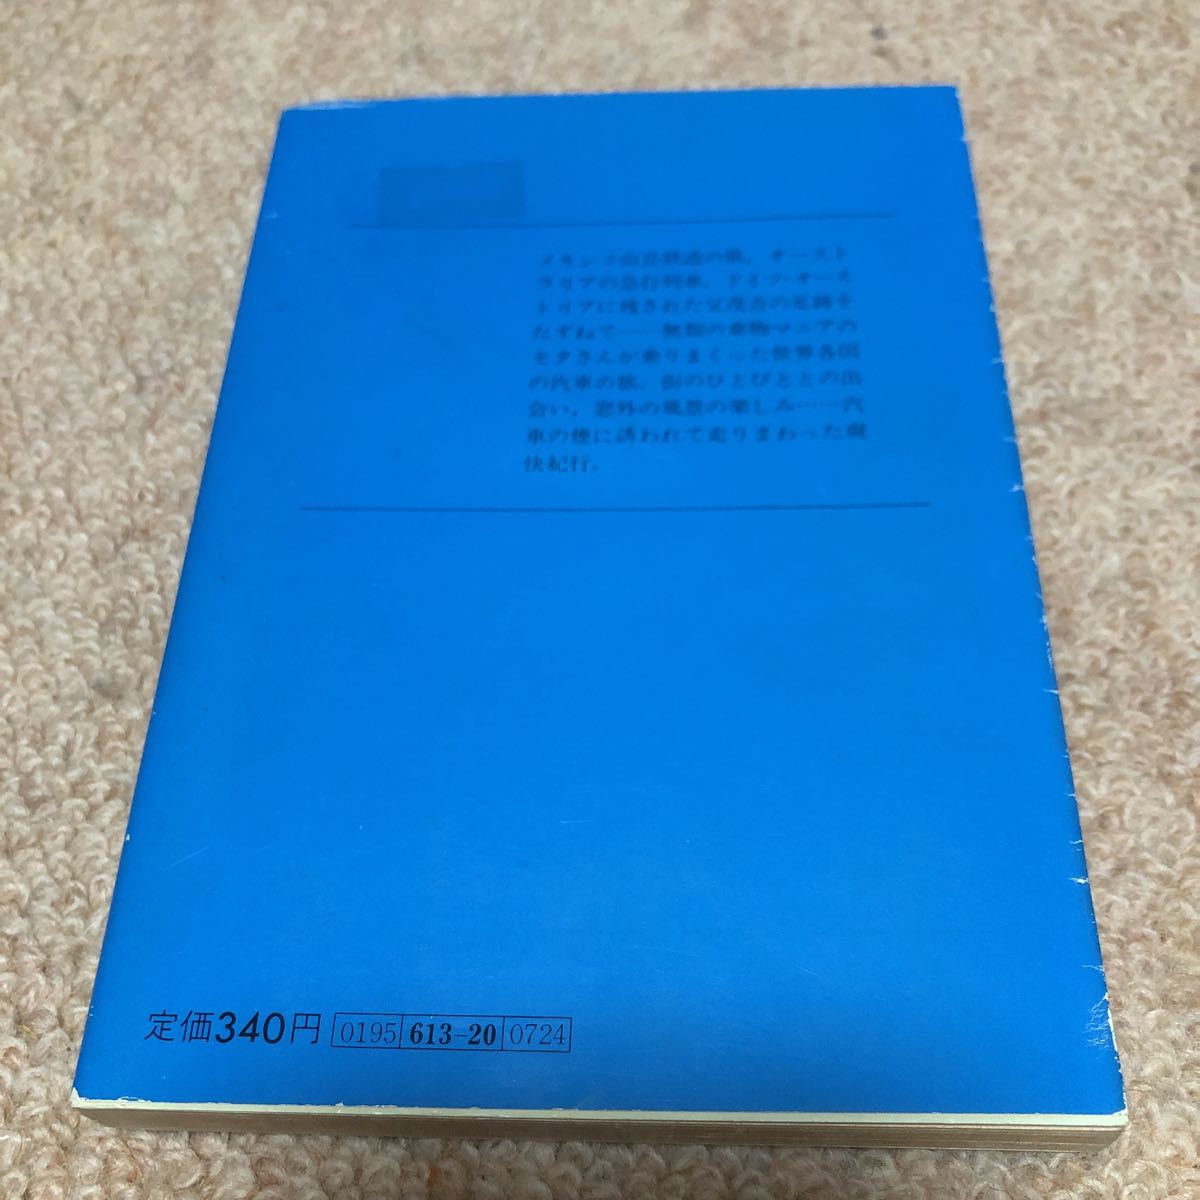 メキシコ山岳鉄道の旅，オースト
ラリアの急行列車，ドイツ・オース
トリアに残された父茂吉の足跡を
たずねて——無類の乗物マニアの
モタさんが乗りまくった世界各国
の汽車の旅。街のひとびととの出
会い，意外の風景の楽しみ……汽
車の煙に誘われて走りまわった痛
快紀行。
定価340円 0195 613-20 0724